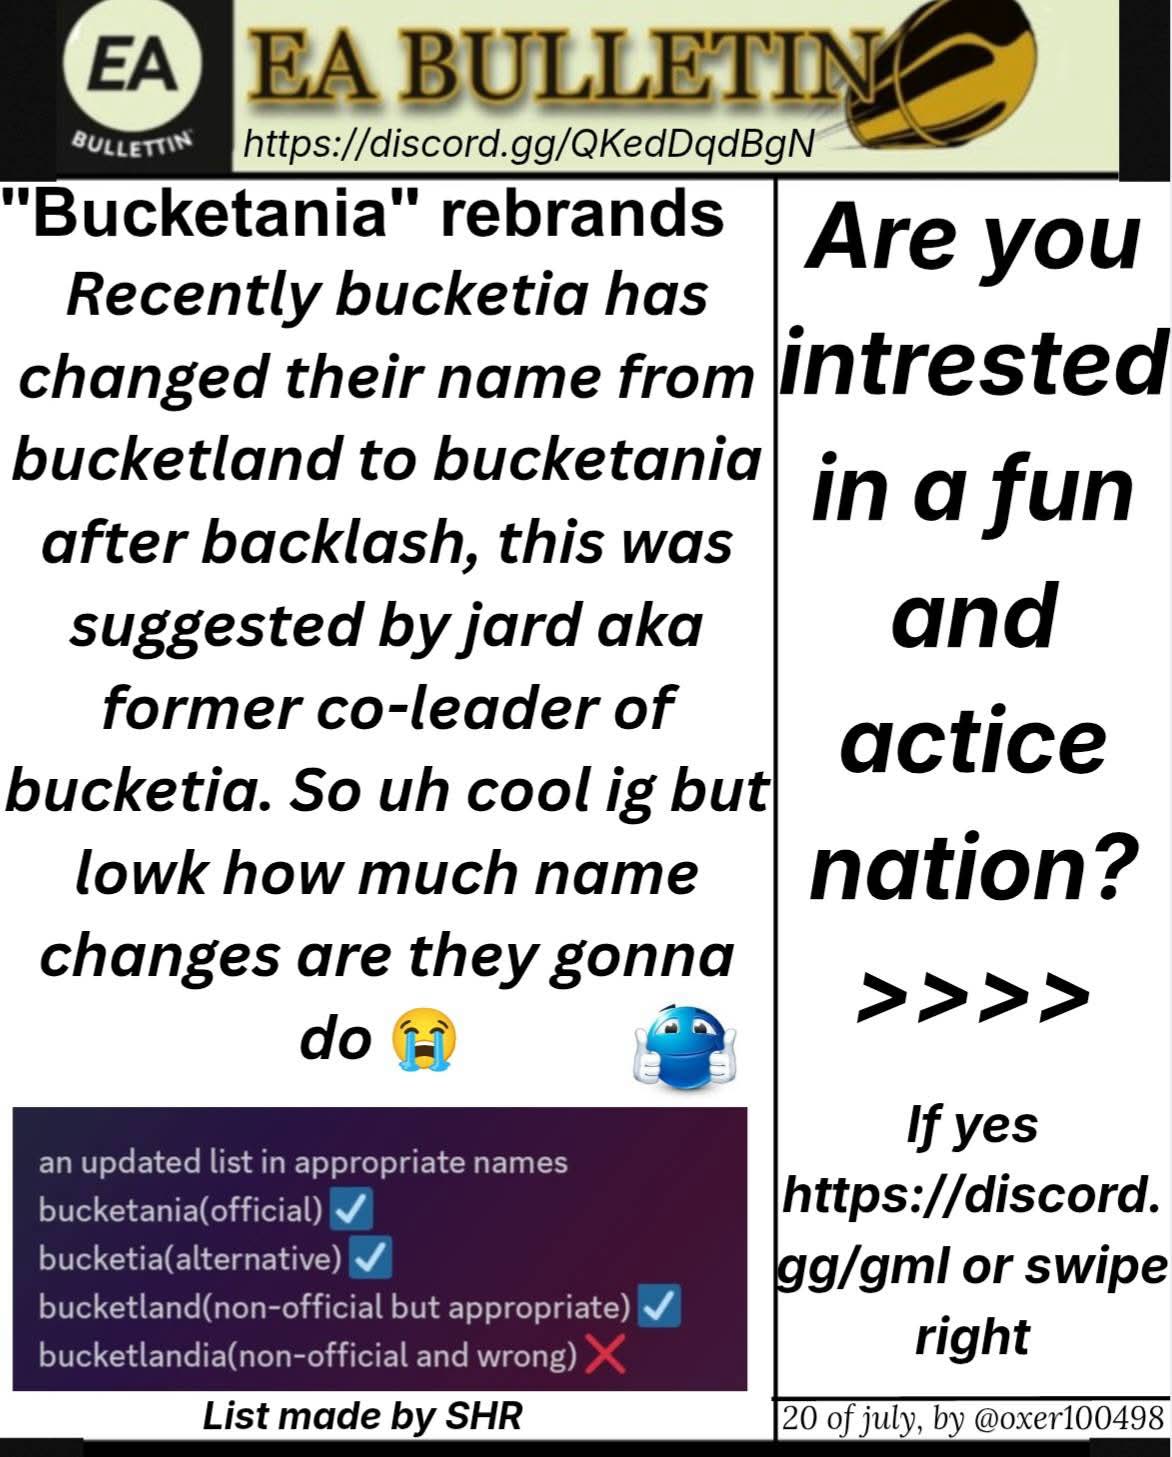 EA
BULLETTIN
EA BULLETIN
https://discord.gg/QKedDqdBgN
"Bucketania" rebrands
Recently bucketia has
changed their name from
bucketland to bucketania
after backlash, this was
suggested by jard aka
former co-leader of
bucketia. So uh cool ig but
lowk how much name
changes are they gonna
do 😭
an updated list in appropriate names
bucketania(official) ☑️
bucketia(alternative) ☑️
bucketland(non-official but appropriate) ☑️
bucketlandia(non-official and wrong) ❌
List made by SHR
Are you
intrested
in a fun
and
actice
nation?
>>>>
If yes
https://discord.
gg/gml or swipe
right
20 of july, by @oxer100498